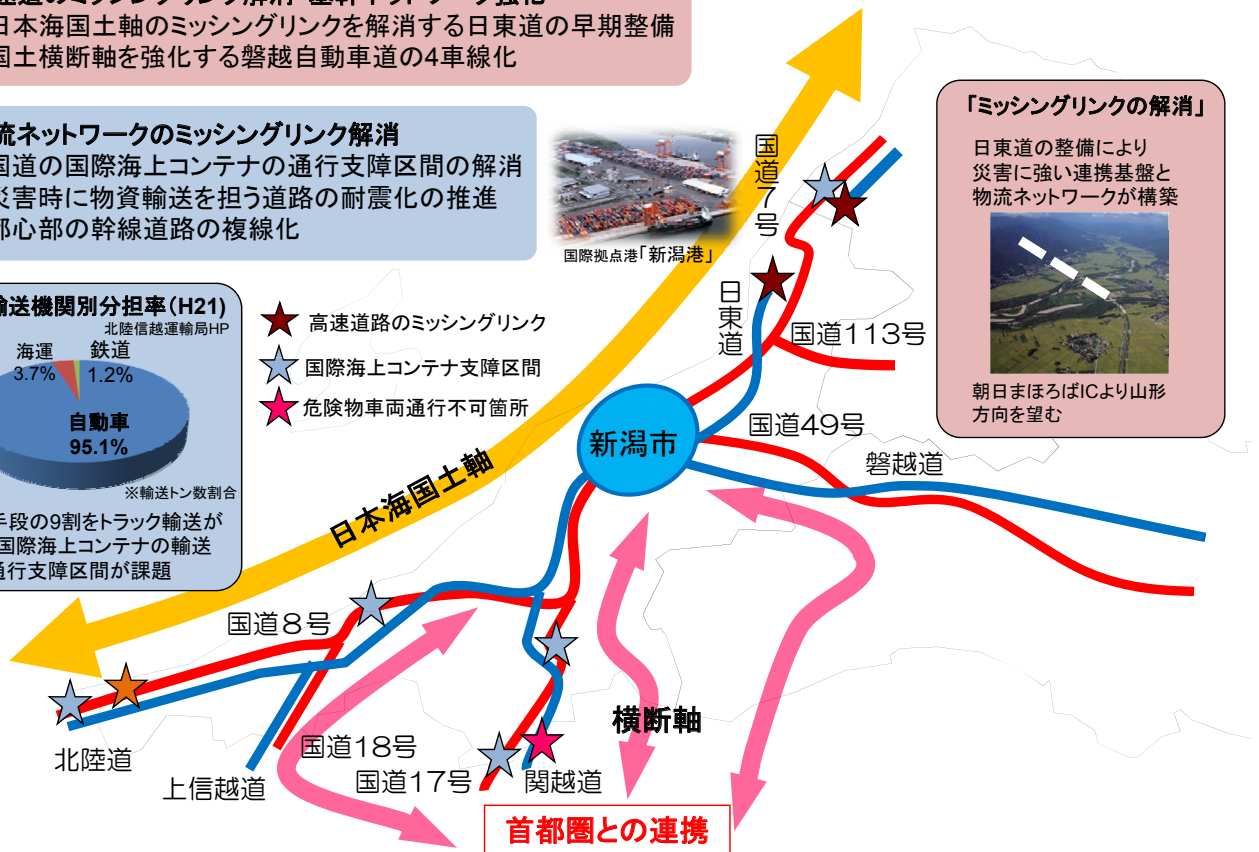 日本海国土軸のミッシングリンクを解消する日東道の早期整備
国土横断軸を強化する磐越自動車道の4車線化
流ネットワークのミッシングリンク解消
国道の国際海上コンテナの通行支障区間の解消
災害時に物資輸送を担う道路の耐震化の推進
都心部の幹線道路の複線化
国際拠点港「新潟港」
「ミッシングリンクの解消」
日東道の整備により
災害に強い連携基盤と
物流ネットワークが構築
朝日まほろばICより山形
方向を望む
輸送機関別分担率(H21)
北陸信越運輸局HP
海運
3.7%
鉄道
1.2%
自動車
95.1%
※輸送トン数割合
手段の9割をトラック輸送が
国際海上コンテナの輸送
通行支障区間が課題
高速道路のミッシングリンク
国際海上コンテナ支障区間
危険物車両通行不可箇所
国道7号
日東道
国道113号
新潟市
国道49号
磐越道
日本海国土軸
国道8号
北陸道
上信越道
国道18号
国道17号
関越道
横断軸
首都圏との連携